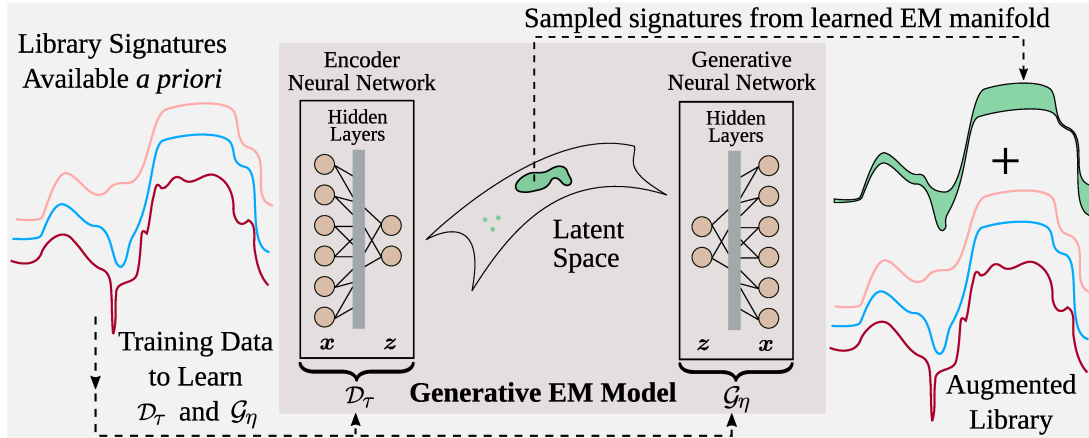 Sampled signatures from learned EM manifold
Library Signatures
Available a priori
Encoder
Neural Network
Hidden
Layers
x z
Latent
Space
Generative
Neural Network
Hidden
Layers
z x
+
Training Data
to Learn
𝒟τ and 𝒢η
Generative EM Model
𝒟τ
𝒢η
Augmented
Library